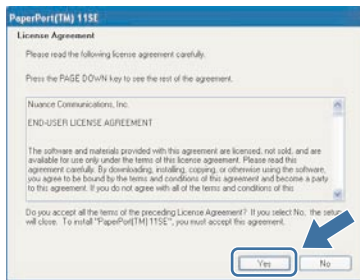 PaperPort(TM) 11SE
License Agreement
Please read the following license agreement carefully.
Press the PAGE DOWN key to see the rest of the agreement.
Nuance Communications, Inc.
END-USER LICENSE AGREEMENT
The software and materials provided with this agreement are licensed, not sold, and are
available for use only under the terms of this license agreement. Please read this
agreement carefully. By downloading, installing, copying, or otherwise using the software,
you agree to be bound by the terms and conditions of this agreement and become a party
to this agreement. If you do not agree with all of the terms and conditions of this
Do you accept all the terms of the preceding License Agreement? If you select No, the setup
will close. To install "PaperPort(TM) 11SE", you must accept this agreement.
Yes
No